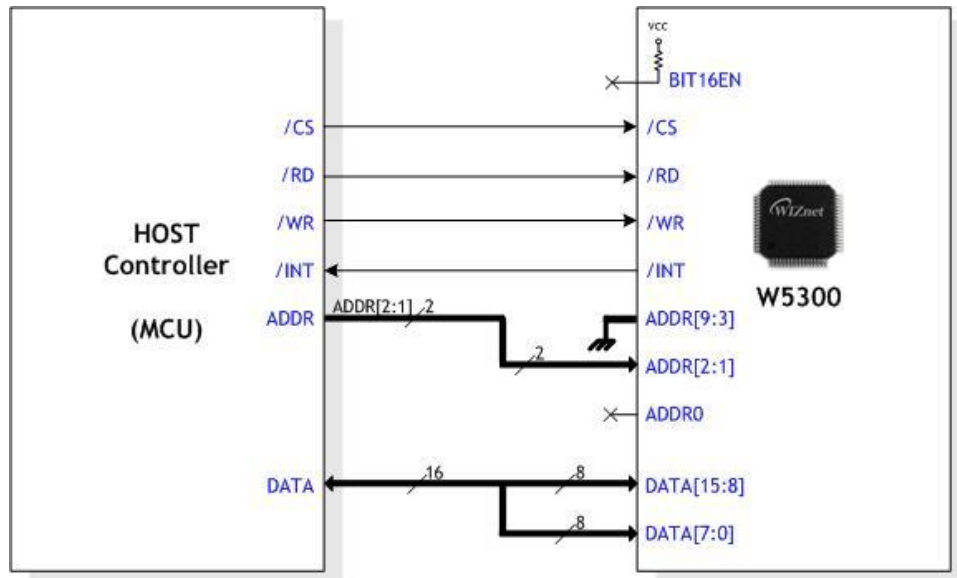 vcc
BIT16EN
/CS
/CS
/RD
/RD
/WR
/WR
HOST
Controller
(MCU)
/INT
/INT
WIZnet
W5300
ADDR
ADDR[2:1]
2
ADDR[9:3]
2
ADDR[2:1]
ADDR0
DATA
16
8
DATA[15:8]
8
DATA[7:0]